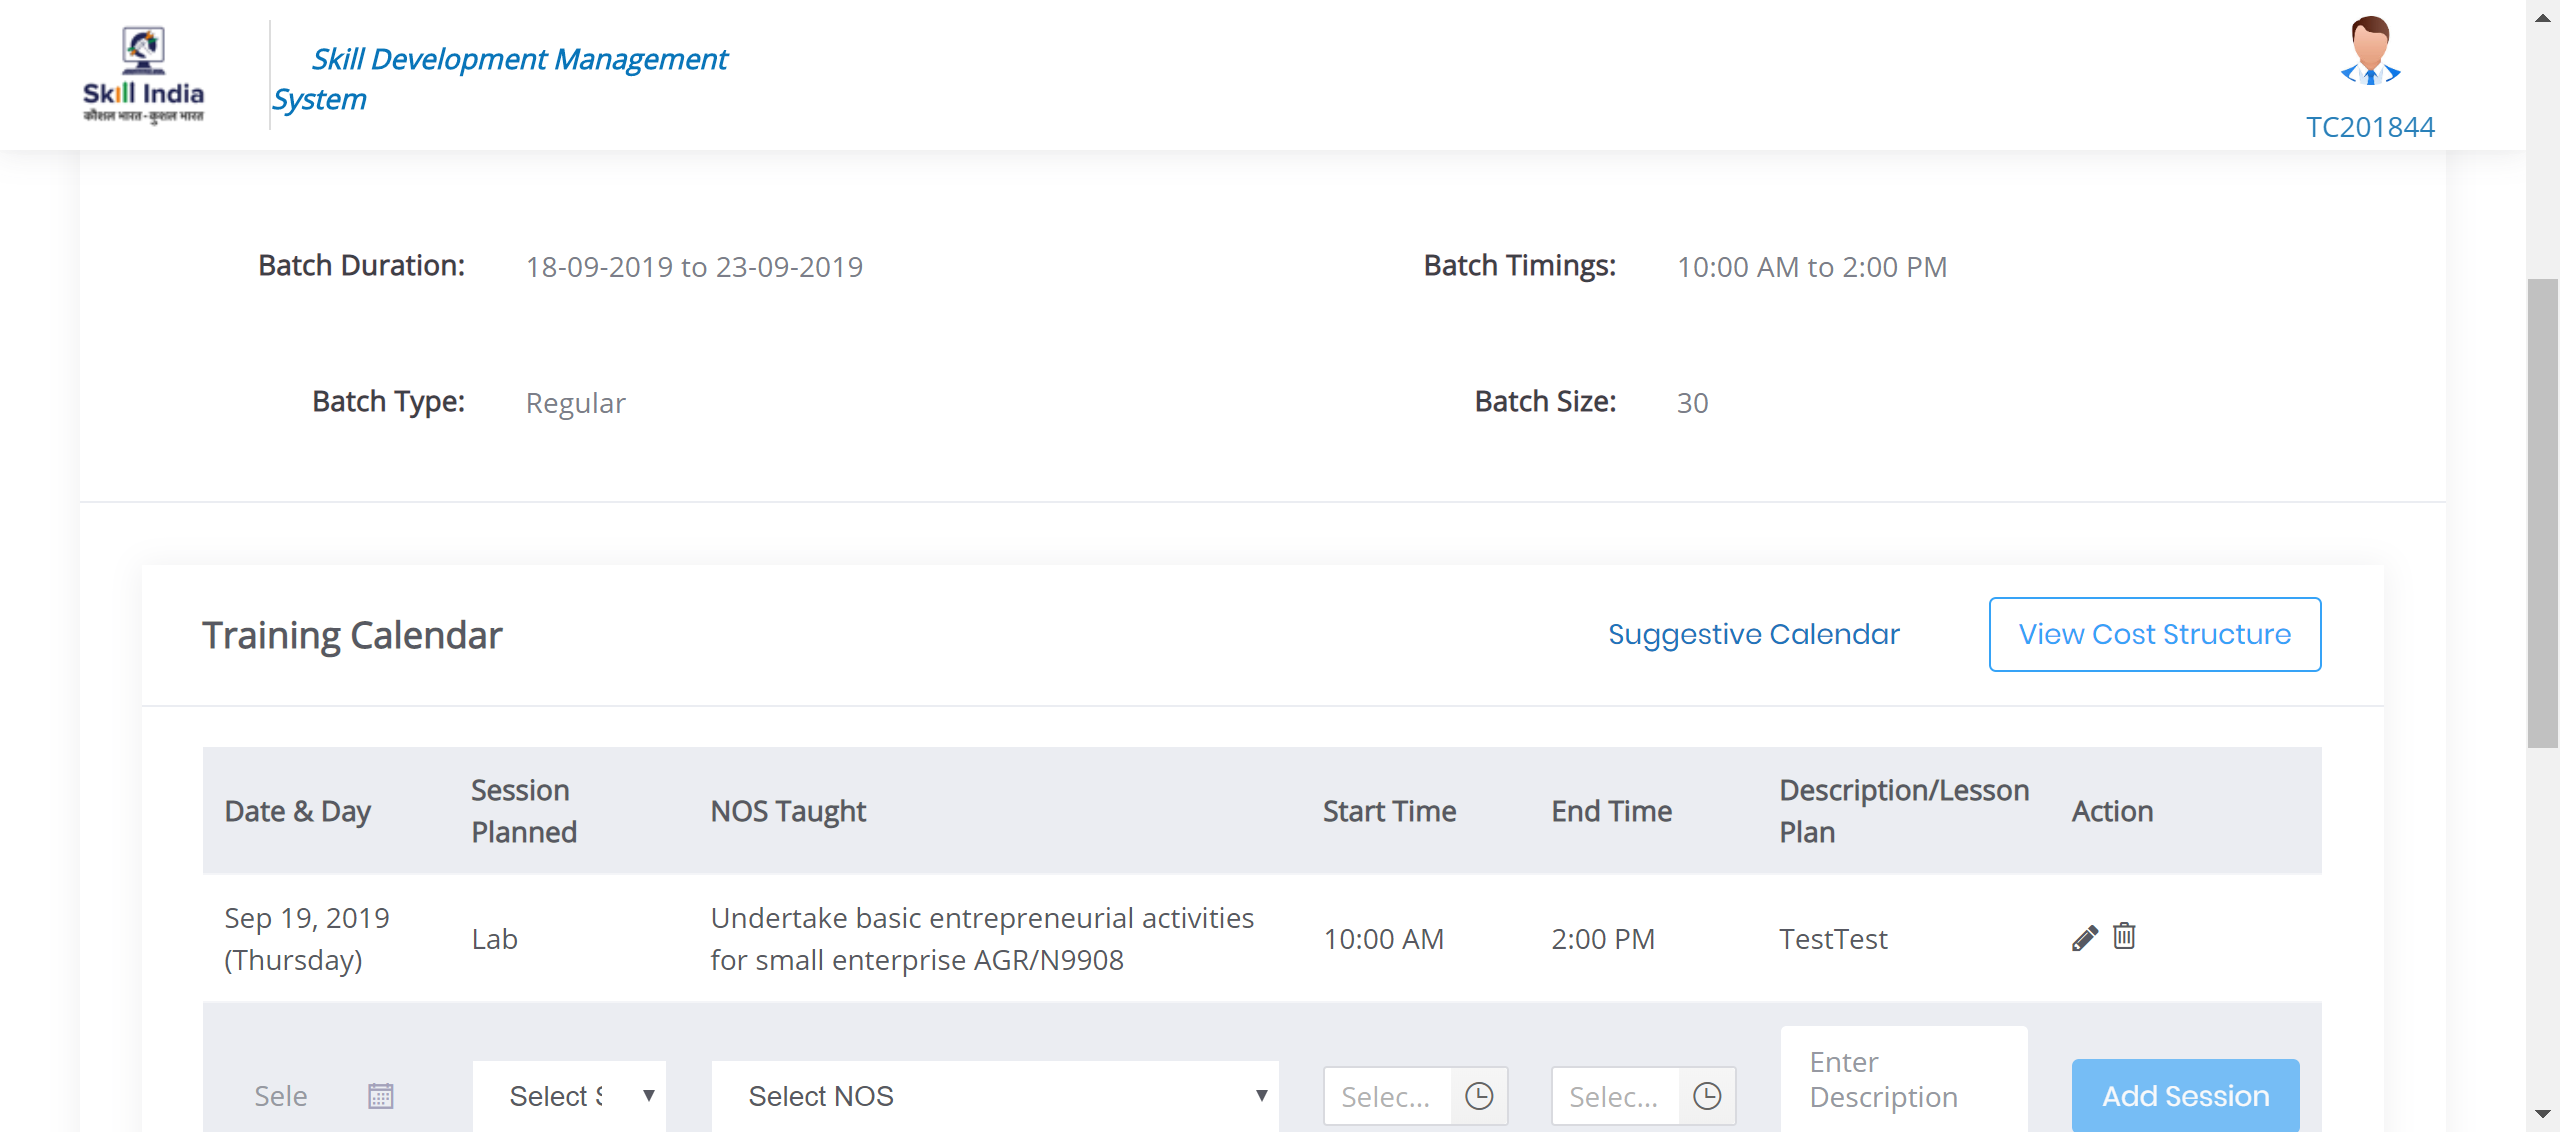 Skill India
कौशल भारत - कुशल भारत
Skill Development Management
System
TC201844
Batch Duration: 18-09-2019 to 23-09-2019
Batch Timings: 10:00 AM to 2:00 PM
Batch Type: Regular
Batch Size: 30
Training Calendar
Suggestive Calendar
View Cost Structure
Date & Day
Session
Planned
NOS Taught
Start Time
End Time
Description/Lesson
Plan
Action
Sep 19, 2019
(Thursday)
Lab
Undertake basic entrepreneurial activities
for small enterprise AGR/N9908
10:00 AM
2:00 PM
TestTest
Sele
Select S
Select NOS
Selec...
Selec...
Enter
Description
Add Session